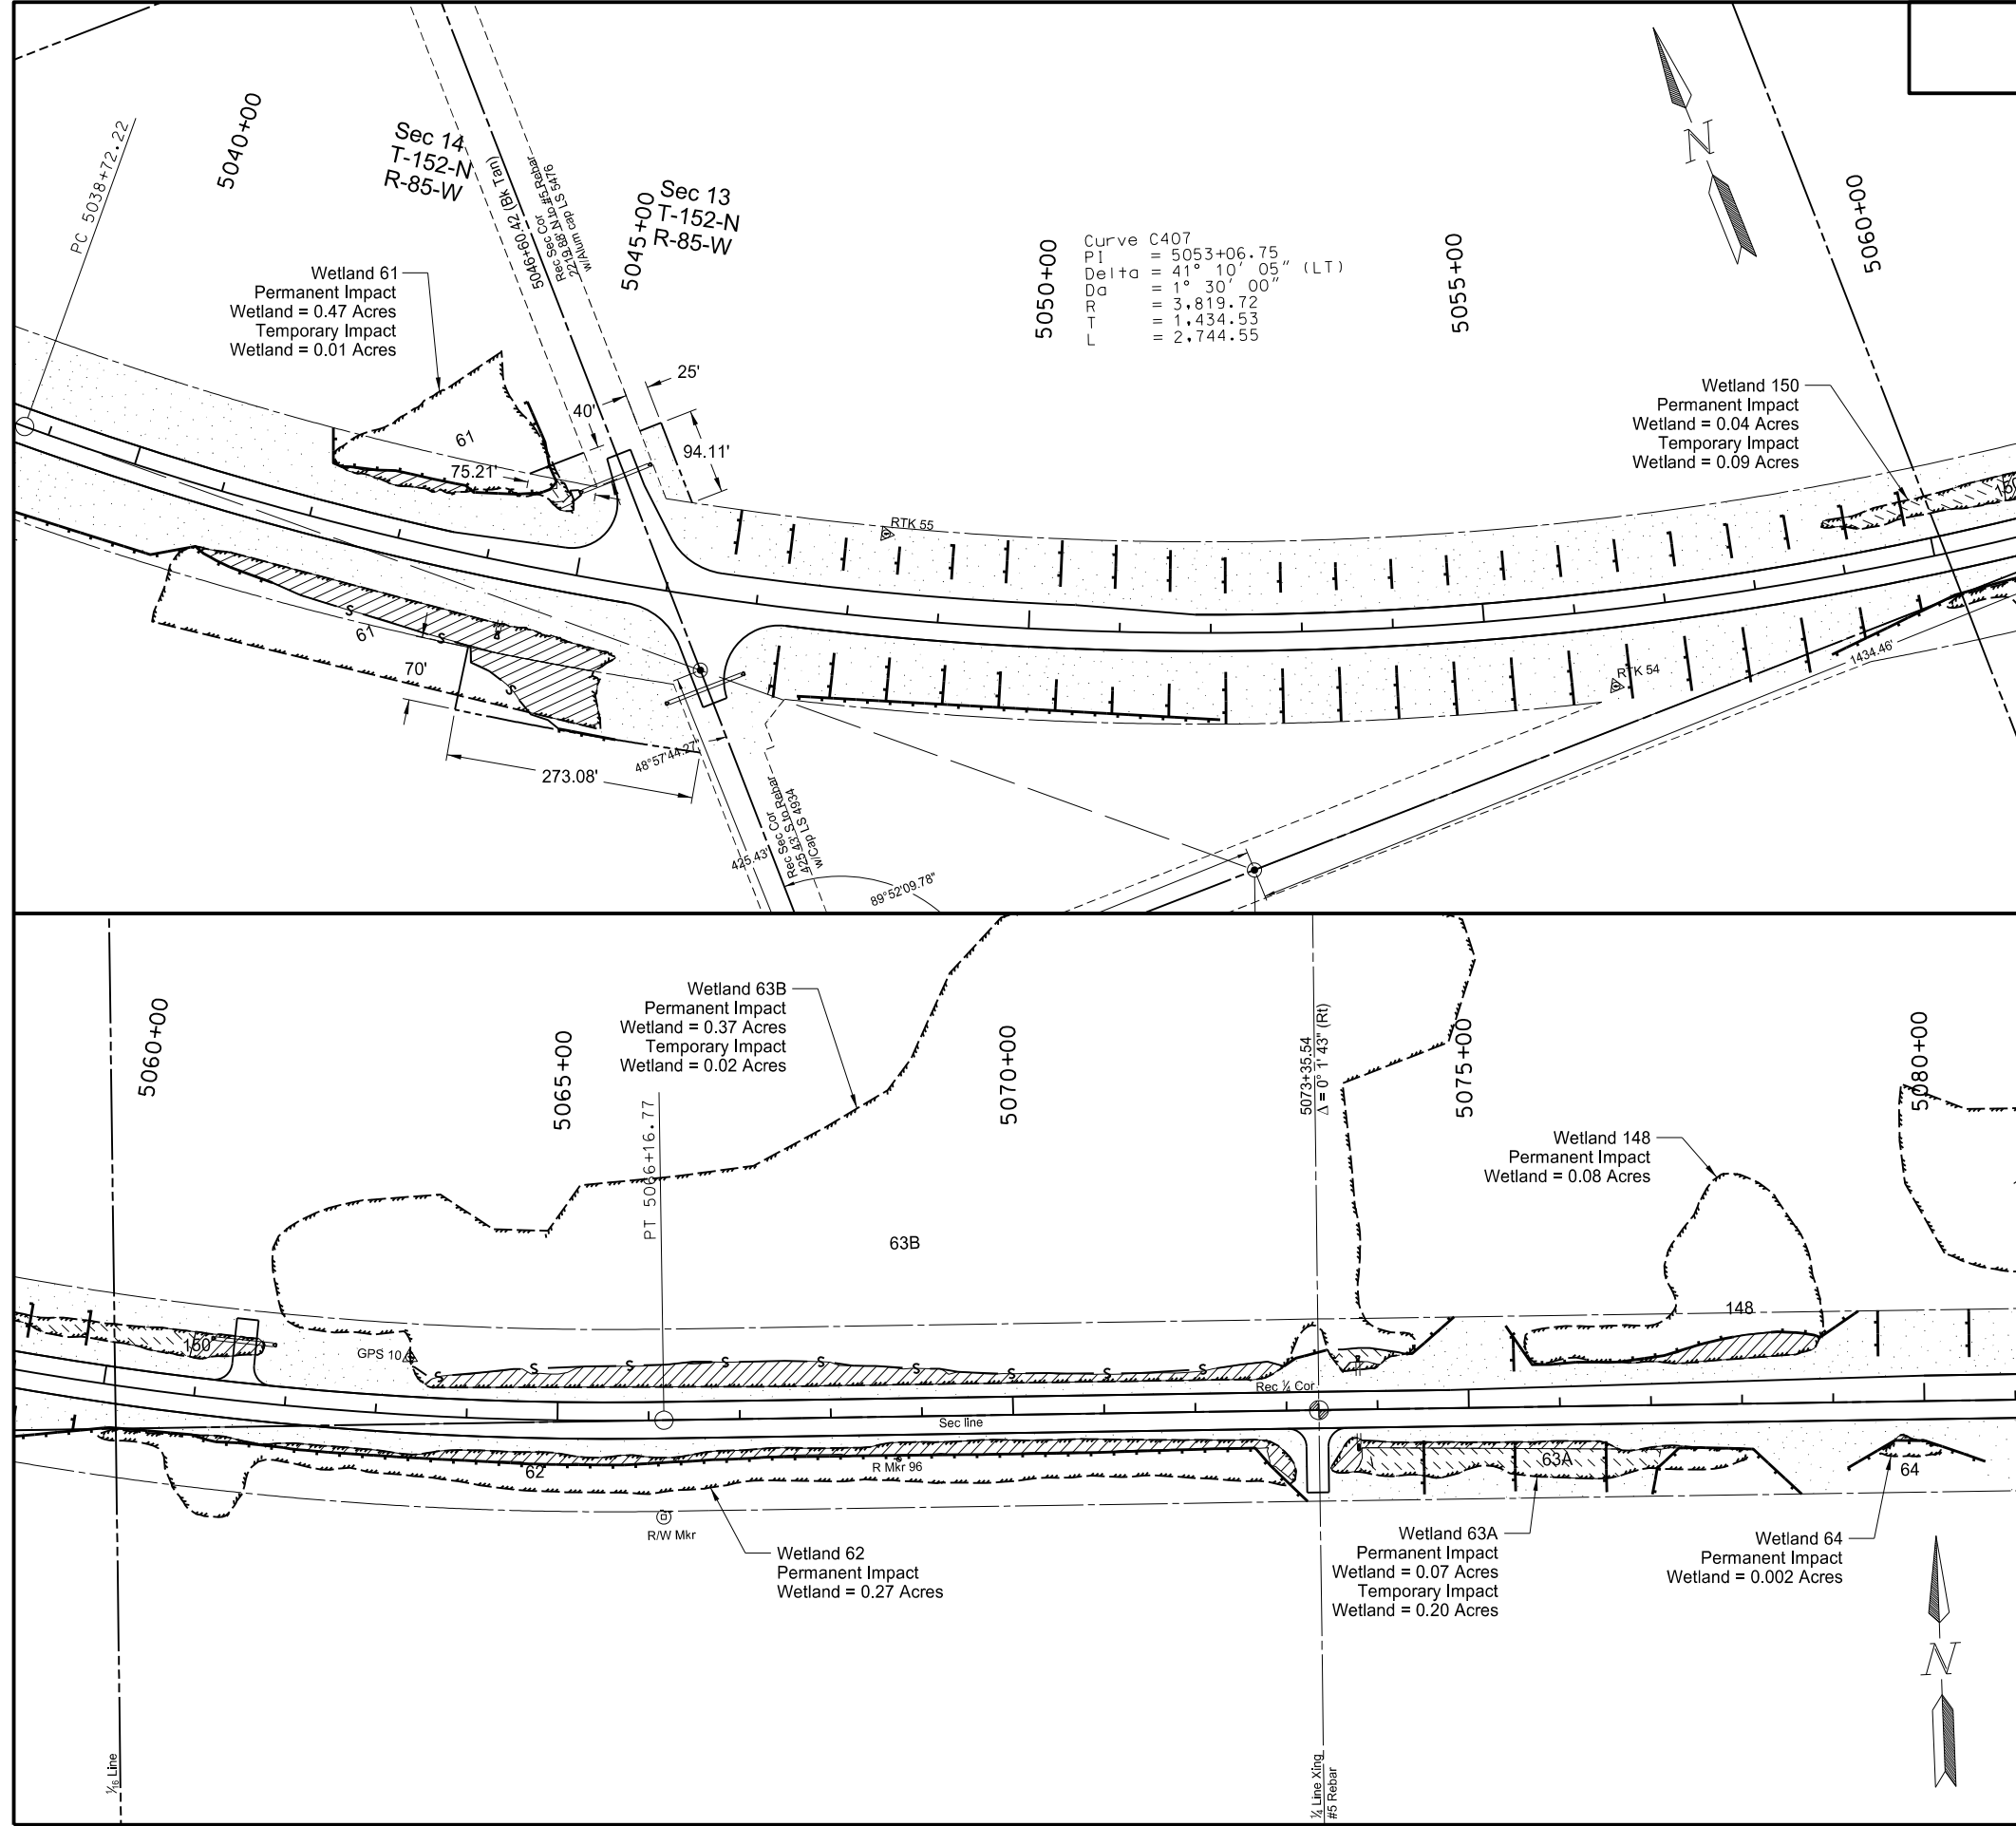 PC 5038+72.22
5040+00
Sec 14
T-152-N
R-85-W
5046+60.42 (Bk Tan)
Rec Sec Cor
2219.88' N to #5 Rebar
w/Alum cap LS 5476
5045+00
Sec 13
T-152-N
R-85-W
5050+00
Curve C407
PI = 5053+06.75
Delta = 41° 10' 05" (LT)
Da = 1° 30' 00"
R = 3,819.72
T = 1,434.53
L = 2,744.55
5055+00
N
5060+00
Wetland 61
Permanent Impact
Wetland = 0.47 Acres
Temporary Impact
Wetland = 0.01 Acres
25'
40'
94.11'
61
75.21'
Wetland 150
Permanent Impact
Wetland = 0.04 Acres
Temporary Impact
Wetland = 0.09 Acres
150
RTK 55
S
61
S
S
70'
273.08'
48°57'44.27"
RTK 54
1434.46'
Rec Sec Cor
425.43' S to Rebar
w/Cap LS 4934
425.43'
89°52'09.78"
5060+00
Wetland 63B
Permanent Impact
Wetland = 0.37 Acres
Temporary Impact
Wetland = 0.02 Acres
5065+00
PT 5066+16.77
5070+00
5073+35.54
Δ = 0° 1' 43" (Rt)
5075+00
5080+00
Wetland 148
Permanent Impact
Wetland = 0.08 Acres
63B
148
150
GPS 10
S S S S S S S S S
Rec ¼ Cor
Sec line
62
R Mkr 96
63A
64
R/W Mkr
Wetland 62
Permanent Impact
Wetland = 0.27 Acres
Wetland 63A
Permanent Impact
Wetland = 0.07 Acres
Temporary Impact
Wetland = 0.20 Acres
Wetland 64
Permanent Impact
Wetland = 0.002 Acres
N
1/16 Line
¼ Line Xing
#5 Rebar